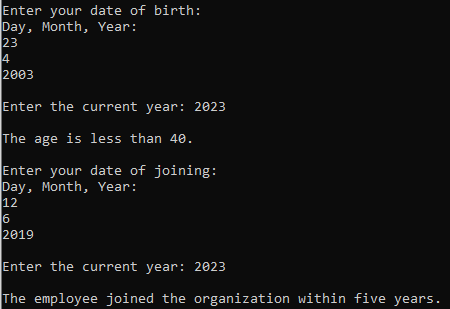 Enter your date of birth:
Day, Month, Year:
23
4
2003
Enter the current year: 2023
The age is less than 40.
Enter your date of joining:
Day, Month, Year:
12
6
2019
Enter the current year: 2023
The employee joined the organization within five years.